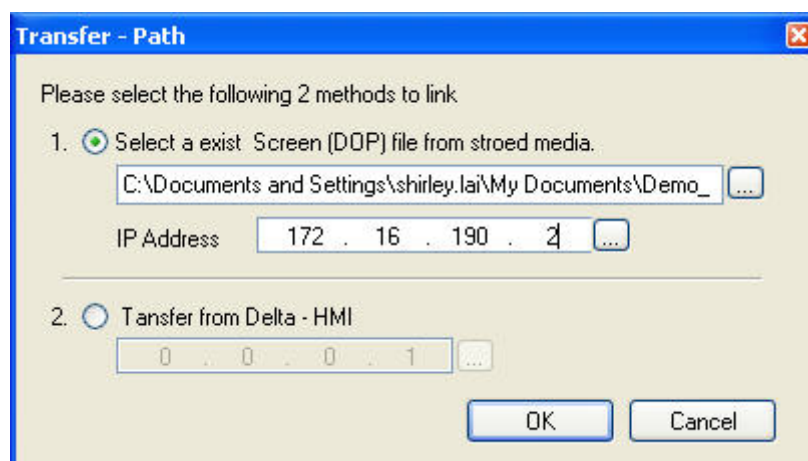 Transfer - Path
Please select the following 2 methods to link
1. Select a exist Screen (DOP) file from stroed media.
C:\Documents and Settings\shirley.lai\My Documents\Demo_ ...
IP Address 172 . 16 . 190 . 2 ...
2. Tansfer from Delta - HMI
0 . 0 . 0 . 1 ...
OK Cancel